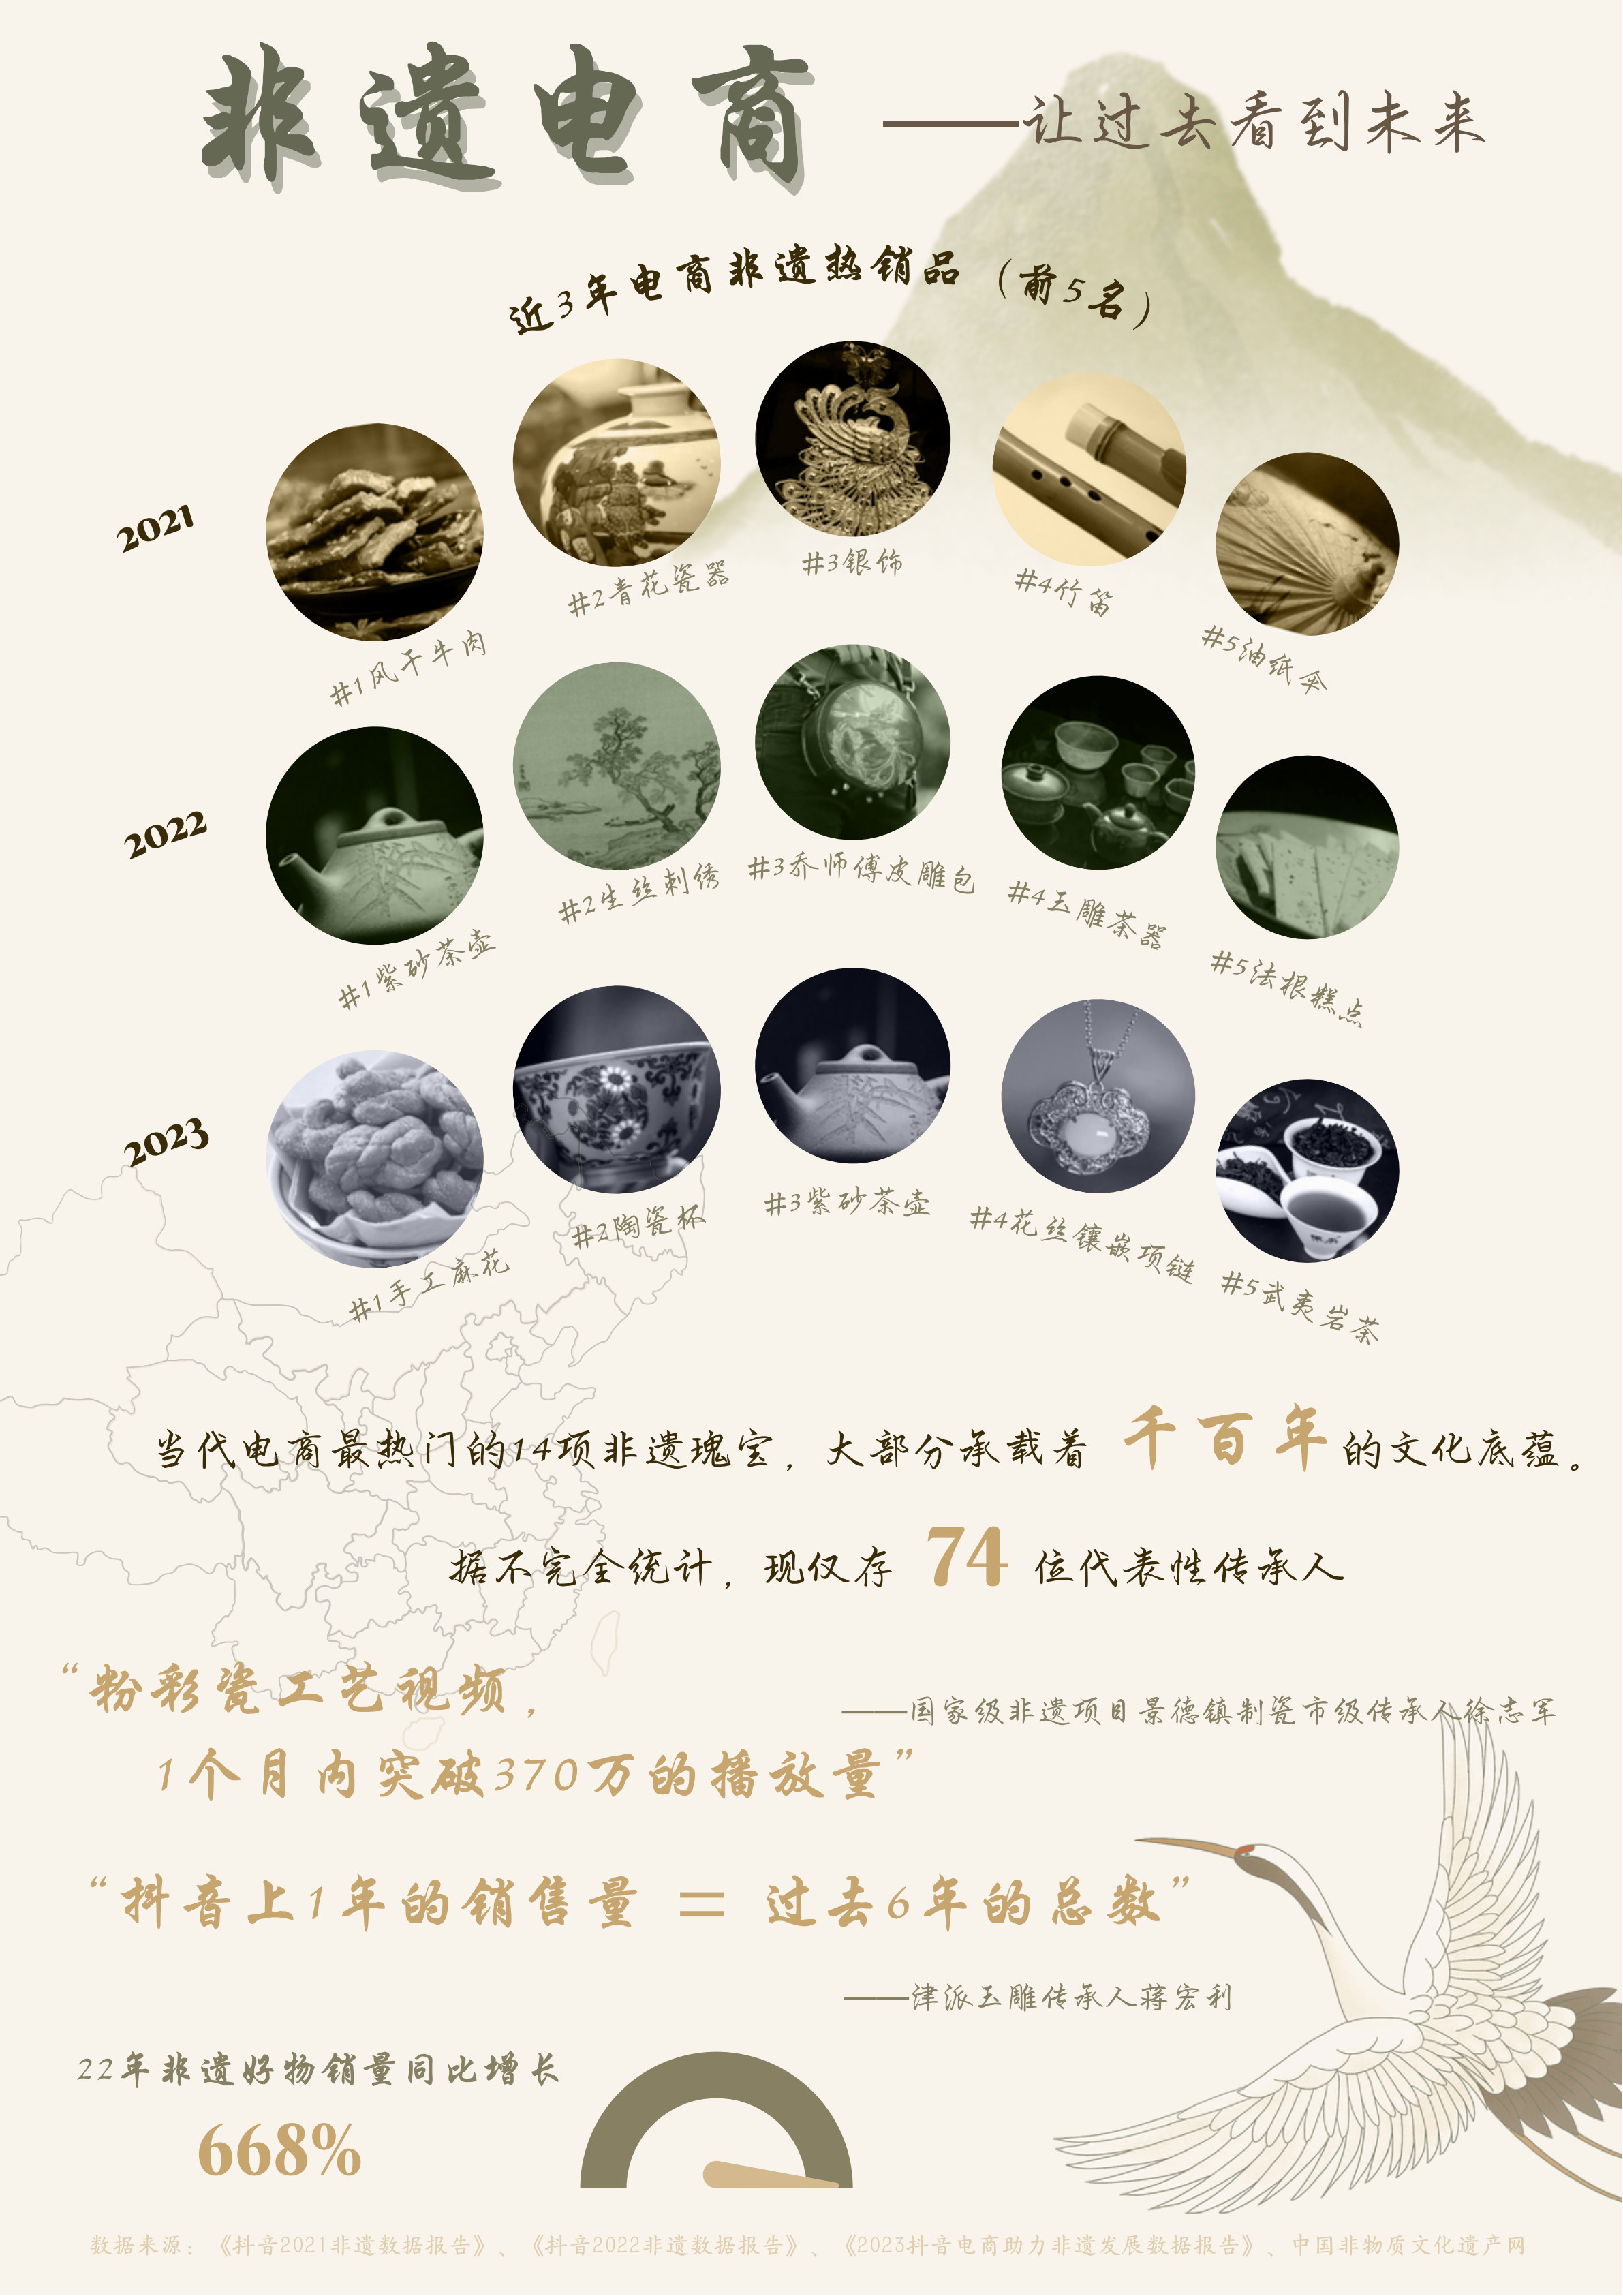 非遗电商
——让过去看到未来
近3年电商非遗热销品（前5名）
2021
#1风干牛肉
#2青花瓷器
#3银饰
#4竹笛
#5油纸伞
2022
#1紫砂茶壶
#2生丝刺绣
#3乔师傅皮雕包
#4玉雕茶器
#5法根糕点
2023
#1手工麻花
#2陶瓷杯
#3紫砂茶壶
#4花丝镶嵌项链
#5武夷岩茶
当代电商最热门的14项非遗瑰宝，大部分承载着 千百年的文化底蕴。
据不完全统计，现仅存 74 位代表性传承人
“粉彩瓷工艺视频，
1个月内突破370万的播放量”
——国家级非遗项目景德镇制瓷市级传承人徐志军
“抖音上1年的销售量 = 过去6年的总数”
——津派玉雕传承人蒋宏利
22年非遗好物销量同比增长
668%
数据来源：《抖音2021非遗数据报告》、《抖音2022非遗数据报告》、《2023抖音电商助力非遗发展数据报告》、中国非物质文化遗产网